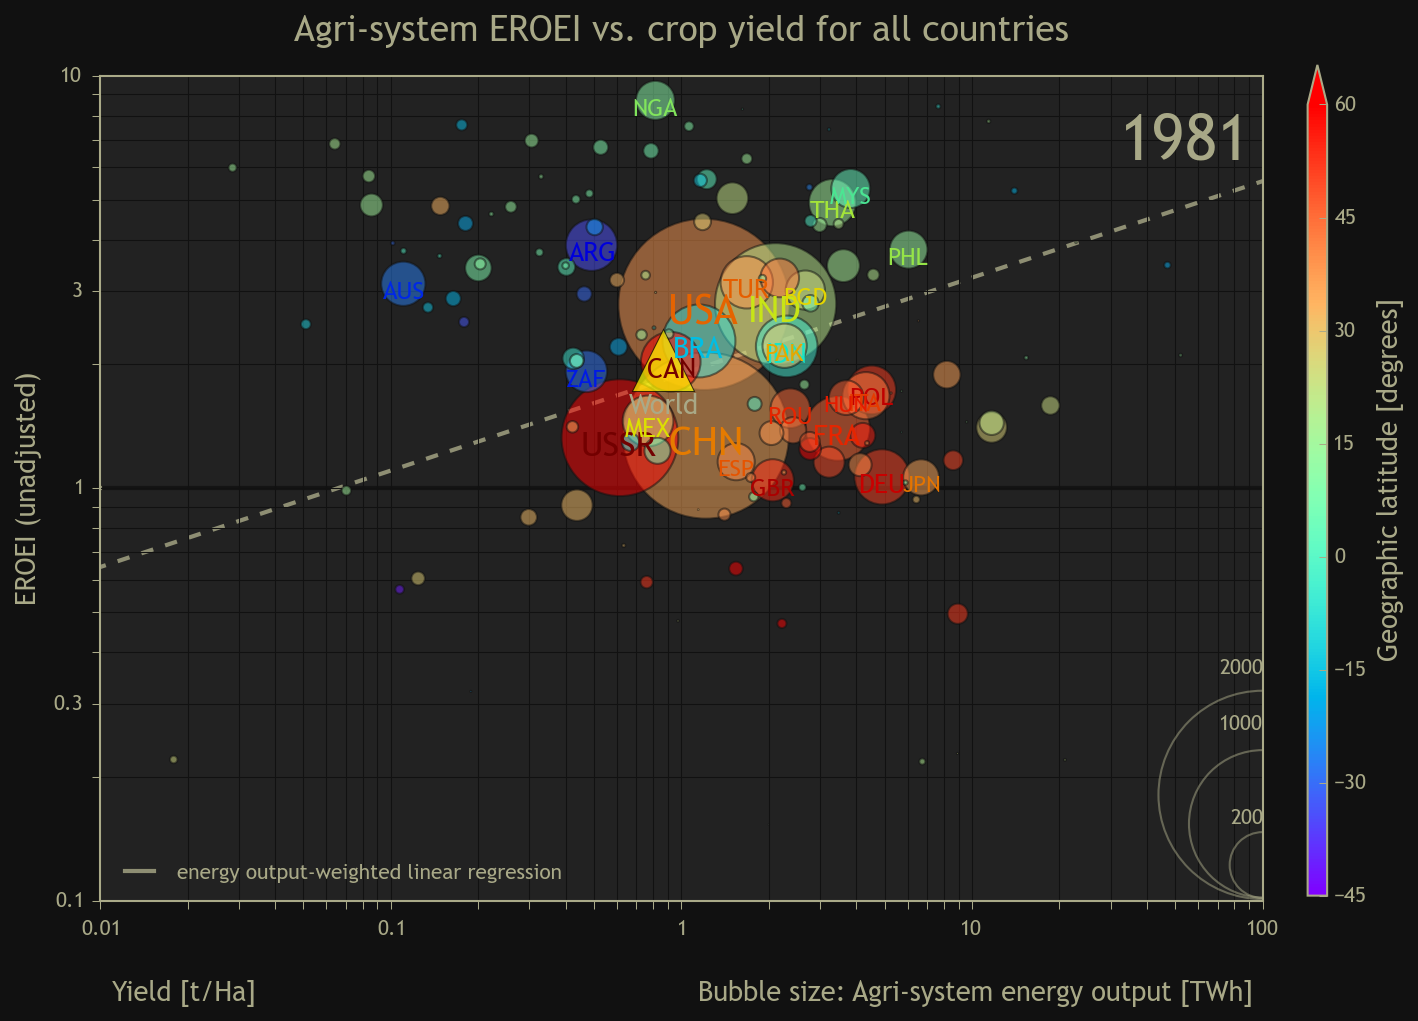 Agri-system EROEI vs. crop yield for all countries
1981
10
3
1
0.3
0.1
EROEI (unadjusted)
NGA
MYS
THA
PHL
ARG
AUS
TUR
BGD
USA
IND
BRA
PAK
CAN
ZAF
World
MEX
USSR
CHN
ROU
HUN
POL
FRA
ESP
GBR
DEU
JPN
2000
1000
200
energy output-weighted linear regression
0.01
0.1
1
10
100
Yield [t/Ha]
Bubble size: Agri-system energy output [TWh]
60
45
30
15
0
−15
−30
−45
Geographic latitude [degrees]